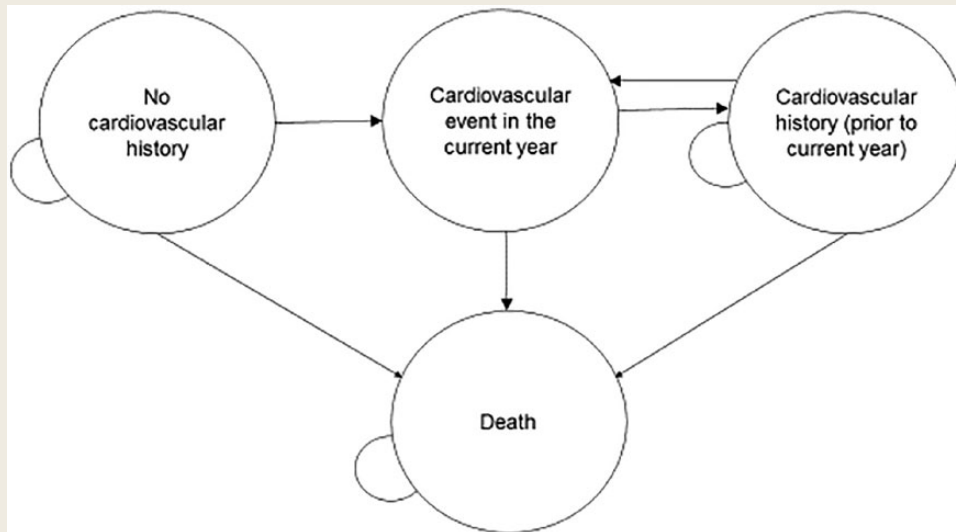 No
cardiovascular
history
Cardiovascular
event in the
current year
Cardiovascular
history (prior to
current year)
Death